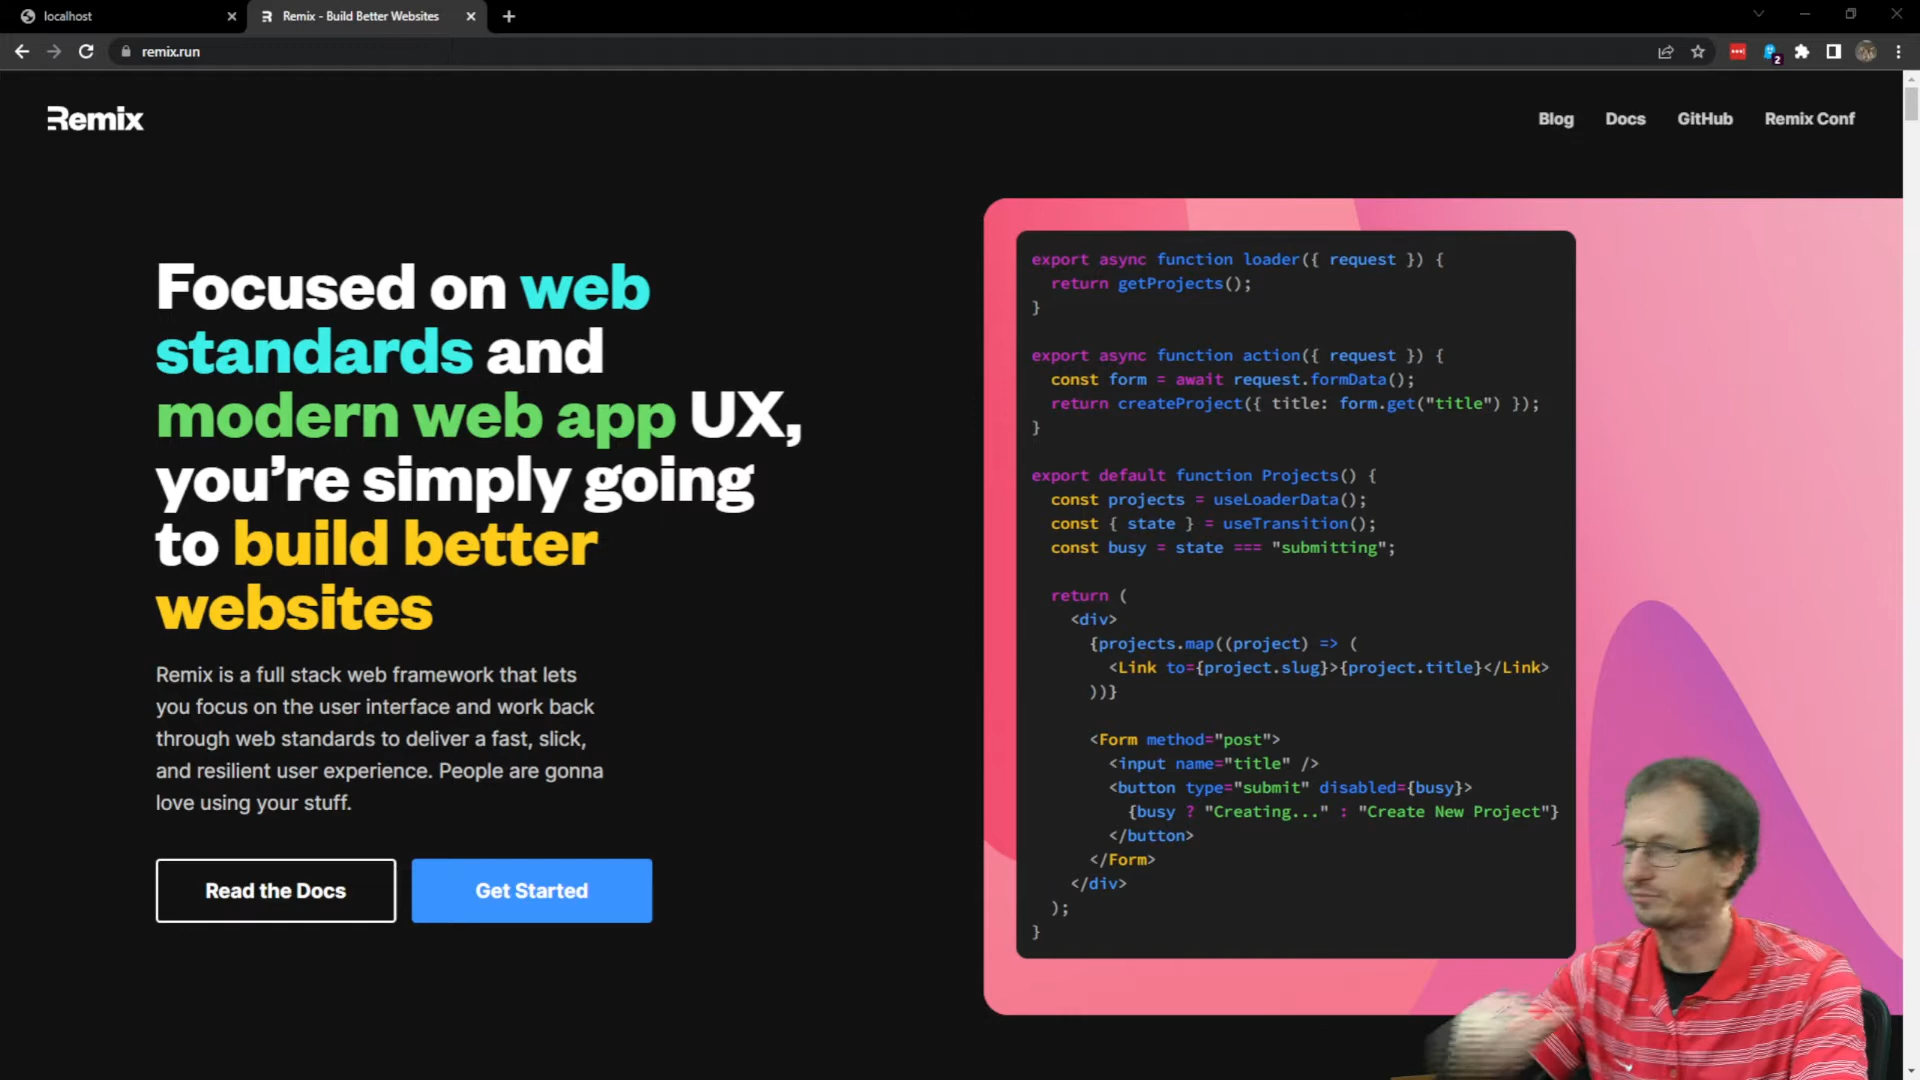 localhost
Remix - Build Better Websites
remix.run
2
Remix
Blog
Docs
GitHub
Remix Conf
Focused on web
standards and
modern web app UX,
you’re simply going
to build better
websites
Remix is a full stack web framework that lets
you focus on the user interface and work back
through web standards to deliver a fast, slick,
and resilient user experience. People are gonna
love using your stuff.
Read the Docs
Get Started
export async function loader({ request }) {
  return getProjects();
}
export async function action({ request }) {
  const form = await request.formData();
  return createProject({ title: form.get("title") });
}
export default function Projects() {
  const projects = useLoaderData();
  const { state } = useTransition();
  const busy = state === "submitting";
  return (
    <div>
      {projects.map((project) => (
        <Link to={project.slug}>{project.title}</Link>
      ))}
      <Form method="post">
        <input name="title" />
        <button type="submit" disabled={busy}>
          {busy ? "Creating..." : "Create New Project"}
        </button>
      </Form>
    </div>
  );
}